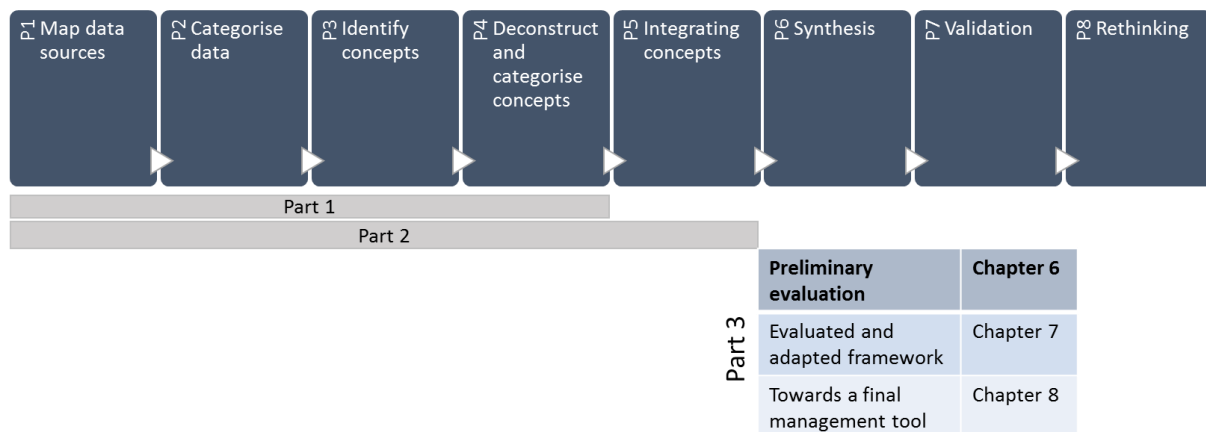 P1 Map data
sources
P2 Categorise
data
P3 Identify
concepts
P4 Deconstruct
and
categorise
concepts
P5 Integrating
concepts
P6 Synthesis
P7 Validation
P8 Rethinking
Part 1
Part 2
Part 3
Preliminary
evaluation
Chapter 6
Evaluated and
adapted framework
Chapter 7
Towards a final
management tool
Chapter 8